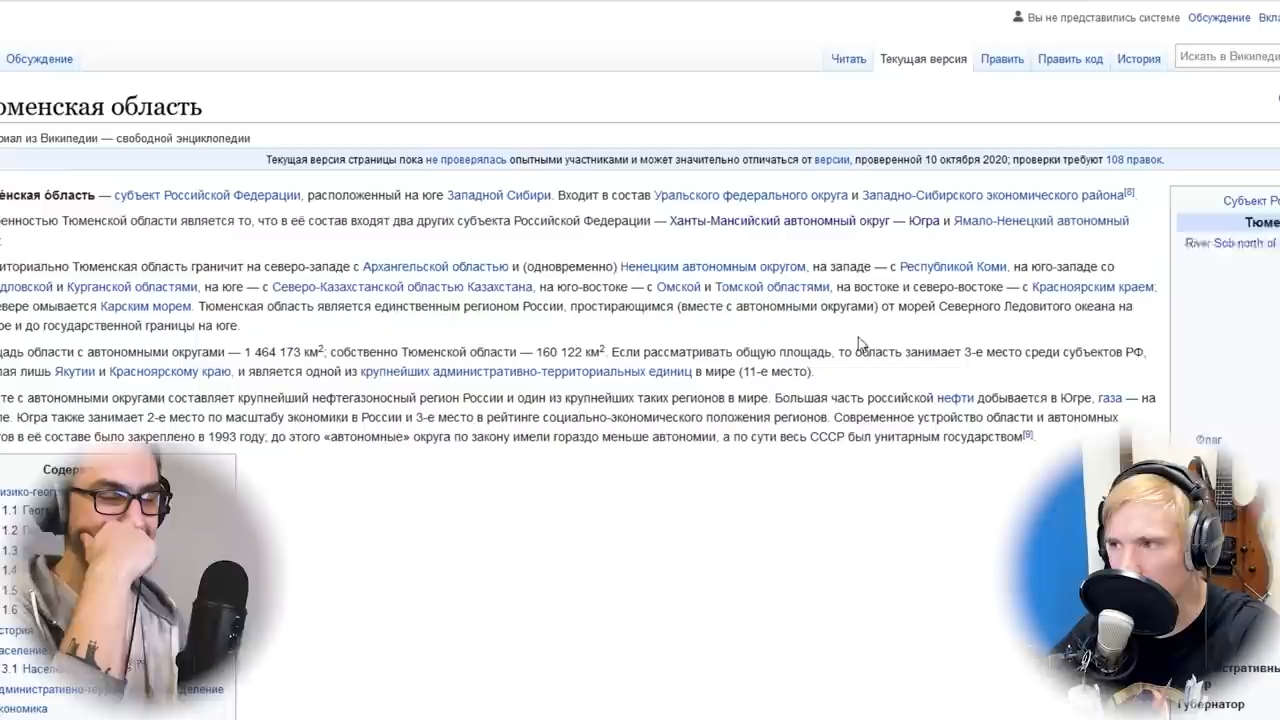 Вы не представились системе Обсуждение
Обсуждение Читать Текущая версия Править Править код История Искать в Википеди
юменская область
риал из Википедии — свободной энциклопедии
Текущая версия страницы пока не проверялась опытными участниками и может значительно отличаться от версии, проверенной 10 октября 2020; проверки требуют 108 правок.
е́нская о́бласть — субъект Российской Федерации, расположенный на юге Западной Сибири. Входит в состав Уральского федерального округа и Западно-Сибирского экономического района[8].
енностью Тюменской области является то, что в её состав входят два других субъекта Российской Федерации — Ханты-Мансийский автономный округ — Югра и Ямало-Ненецкий автономный
иториально Тюменская область граничит на северо-западе с Архангельской областью и (одновременно) Ненецким автономным округом, на западе — с Республикой Коми, на юго-западе со
дловской и Курганской областями, на юге — с Северо-Казахстанской областью Казахстана, на юго-востоке — с Омской и Томской областями, на востоке и северо-востоке — с Красноярским краем;
евере омывается Карским морем. Тюменская область является единственным регионом России, простирающимся (вместе с автономными округами) от морей Северного Ледовитого океана на
ре и до государственной границы на юге.
щадь области с автономными округами — 1 464 173 км2; собственно Тюменской области — 160 122 км2. Если рассматривать общую площадь, то область занимает 3-е место среди субъектов РФ,
пая лишь Якутии и Красноярскому краю, и является одной из крупнейших административно-территориальных единиц в мире (11-е место).
те с автономными округами составляет крупнейший нефтегазоносный регион России и один из крупнейших таких регионов в мире. Большая часть российской нефти добывается в Югре, газа — на
ле. Югра также занимает 2-е место по масштабу экономики в России и 3-е место в рейтинге социально-экономического положения регионов. Современное устройство области и автономных
гов в её составе было закреплено в 1993 году; до этого «автономные» округа по закону имели гораздо меньше автономии, а по сути весь СССР был унитарным государством[9].
Субъект Ро
Тюме
River Sob north of
Флаг
Содер
изико-геог
1.1 Геог
1.2
1.3
1.4
1.5
1.6
стория
аселение
3.1 Насел
дминистративно-терр деление
кономика
стративны
р
Губернатор